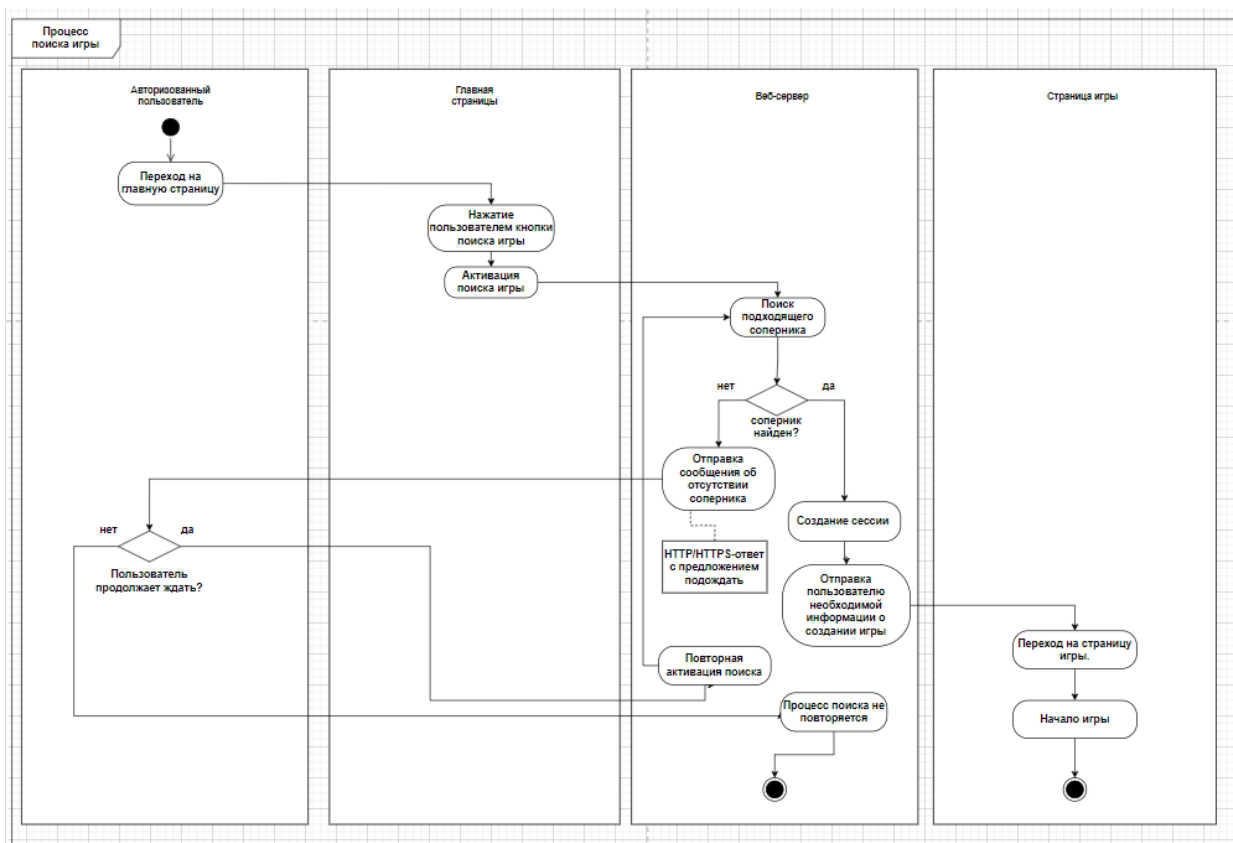 Процесс
поиска игры
Авторизованный
пользователь
Главная
страницы
Веб-сервер
Страница игры
Переход на
главную страницу
Нажатие
пользователем кнопки
поиска игры
Активация
поиска игры
Поиск
подходящего
соперника
нет
да
соперник
найден?
Отправка
сообщения об
отсутствии
соперника
Создание сессии
нет
да
HTTP/HTTPS-ответ
с предложением
подождать
Пользователь
продолжает ждать?
Отправка
пользователю
необходимой
информации о
создании игры
Переход на страницу
игры.
Повторная
активация поиска
Процесс поиска не
повторяется
Начало игры